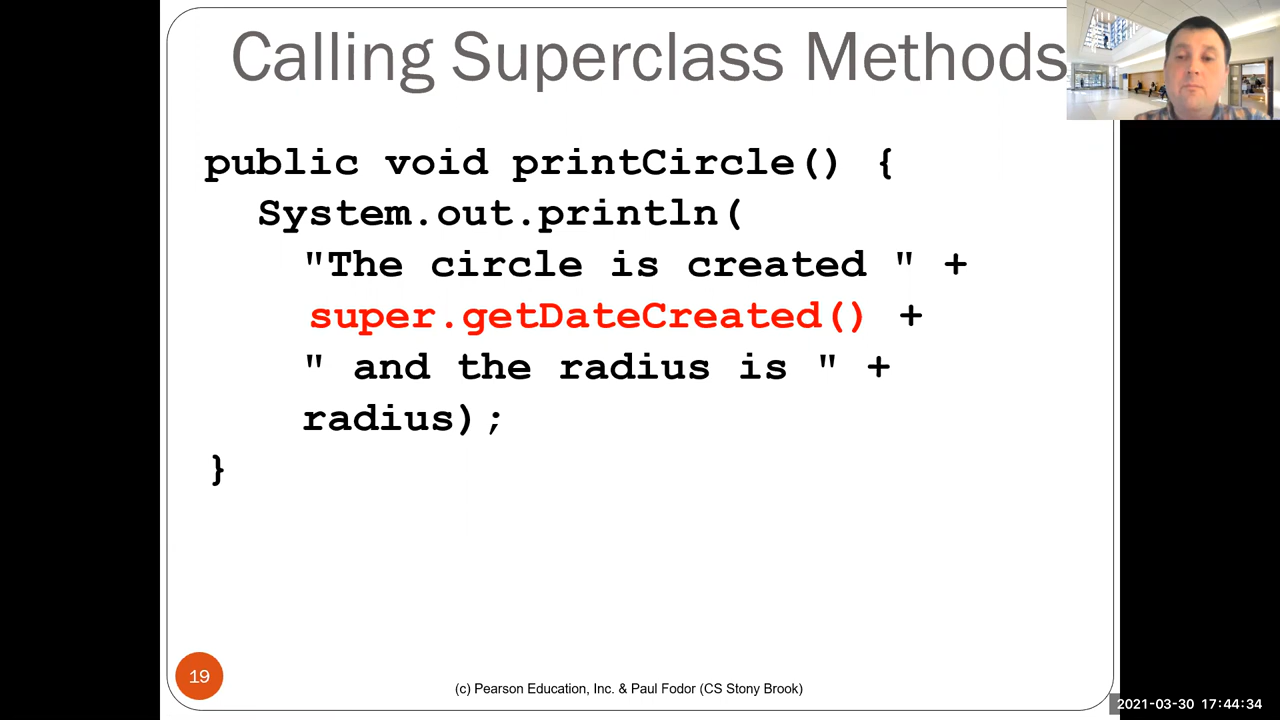 Calling Superclass Methods
public void printCircle() {
System.out.println(
"The circle is created " +
super.getDateCreated() +
" and the radius is " +
radius);
}
19
(c) Pearson Education, Inc. & Paul Fodor (CS Stony Brook)
2021-03-30 17:44:34